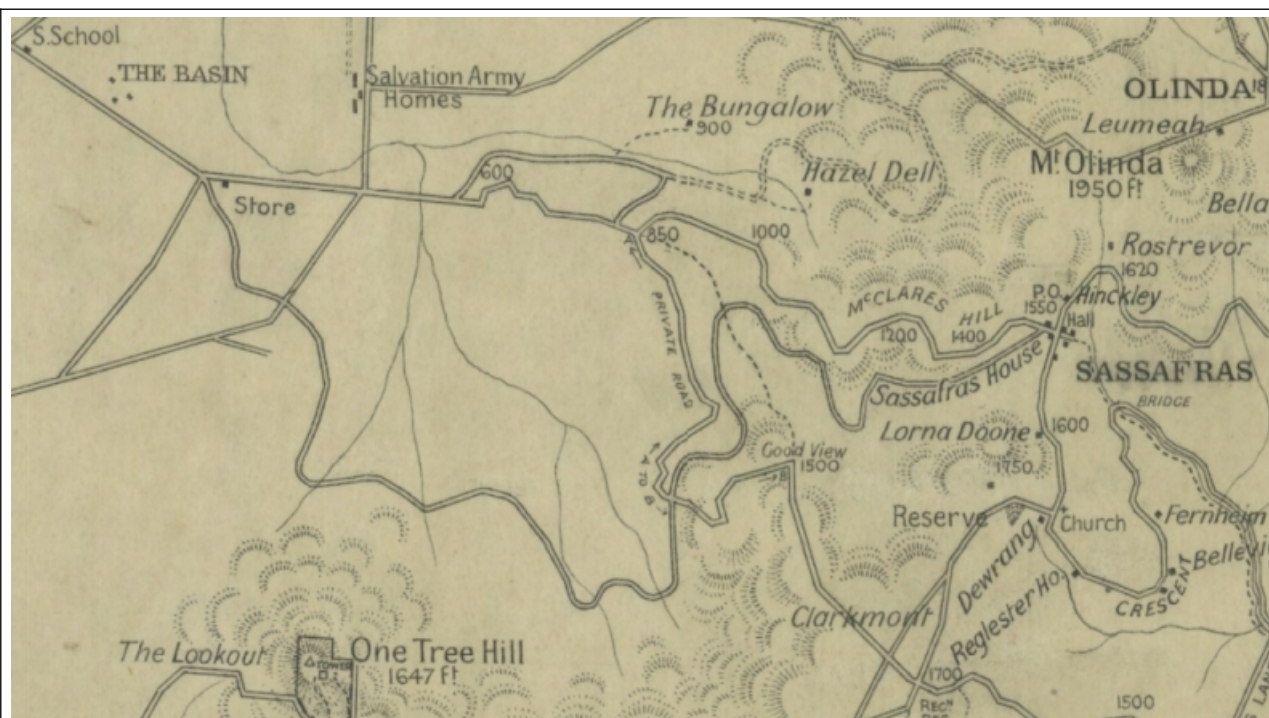 S.School
THE BASIN
Salvation Army
Homes
OLINDA
The Bungalow
900
Leumeah
Mt. Olinda
1950 ft
Hazel Dell
600
Store
Bella
850
1000
Rostrevor
1620
P.O.
Hinckley
1550
Hall
McCLARES HILL
1200
1400
PRIVATE ROAD
Sassafras House
SASSAFRAS
BRIDGE
Lorna Doone
1600
Good View
1500
1750
A TO B
B
Reserve
Church
Fernheim
Dewrang
CRESCENT
Clarkmont
Reglester Ho.
The Lookout
One Tree Hill
TOWER
1647 ft
1700
1500
RECN